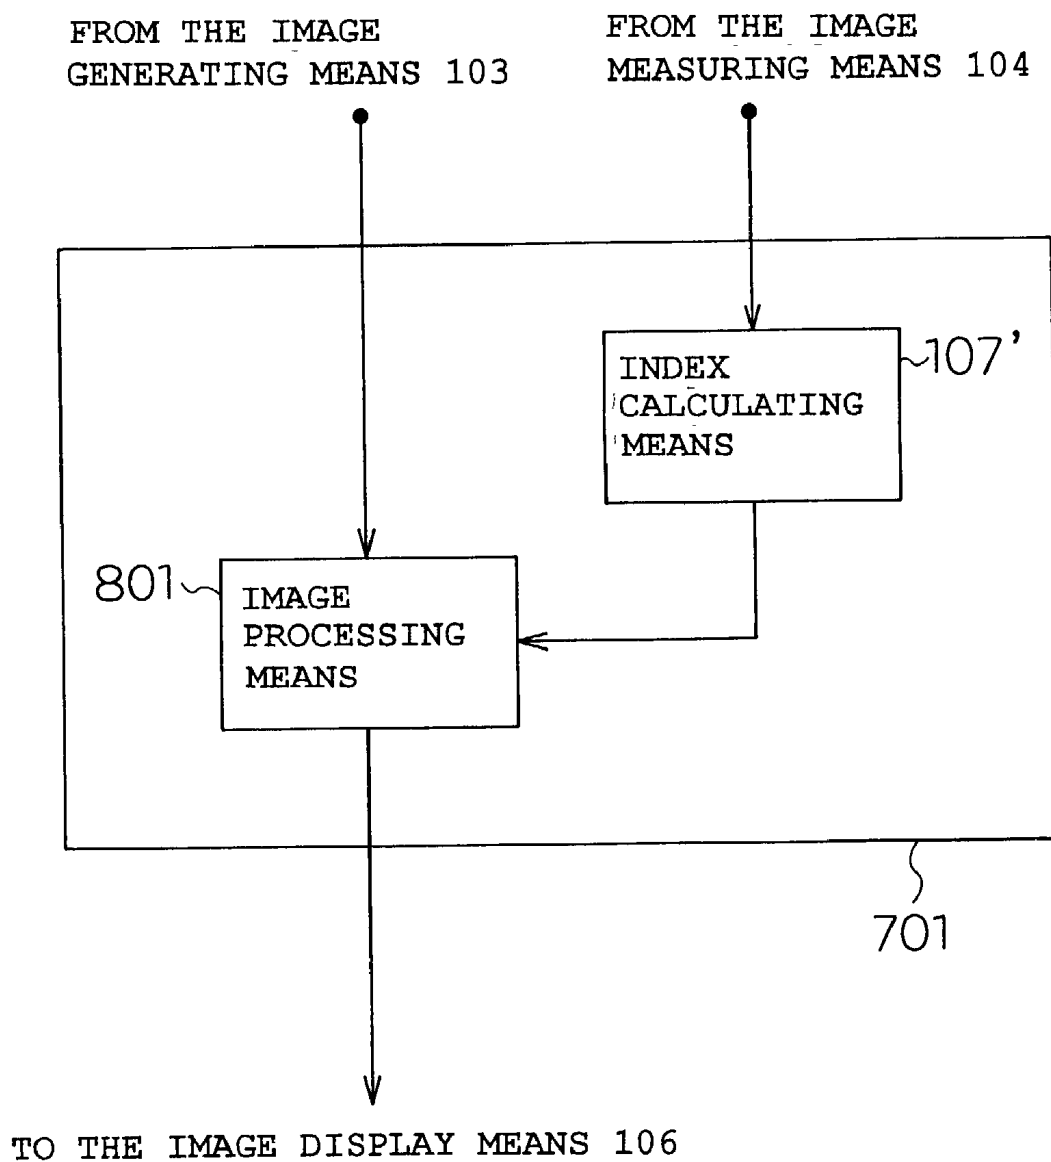 FROM THE IMAGE
GENERATING MEANS 103
FROM THE IMAGE
MEASURING MEANS 104
INDEX
CALCULATING
MEANS
107'
801
IMAGE
PROCESSING
MEANS
701
TO THE IMAGE DISPLAY MEANS 106